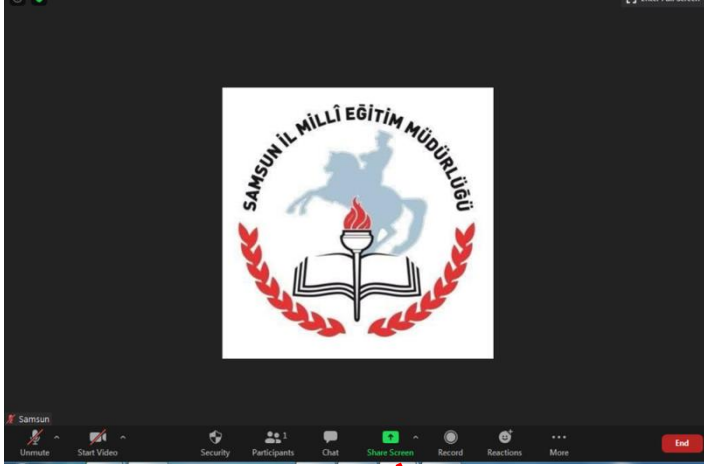 SAMSUN İL MİLLÎ EĞİTİM MÜDÜRLÜĞÜ
Samsun
Unmute
Start Video
Security
Participants
1
Chat
Share Screen
Record
Reactions
More
End